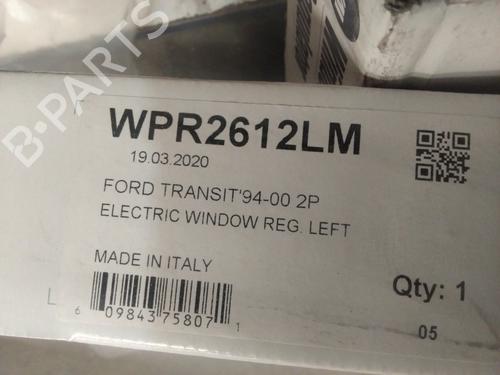 WPR2612LM
19.03.2020
FORD TRANSIT'94-00 2P
ELECTRIC WINDOW REG. LEFT
MADE IN ITALY
Qty: 1
L
6 09843 75807 1
05
B-PARTS